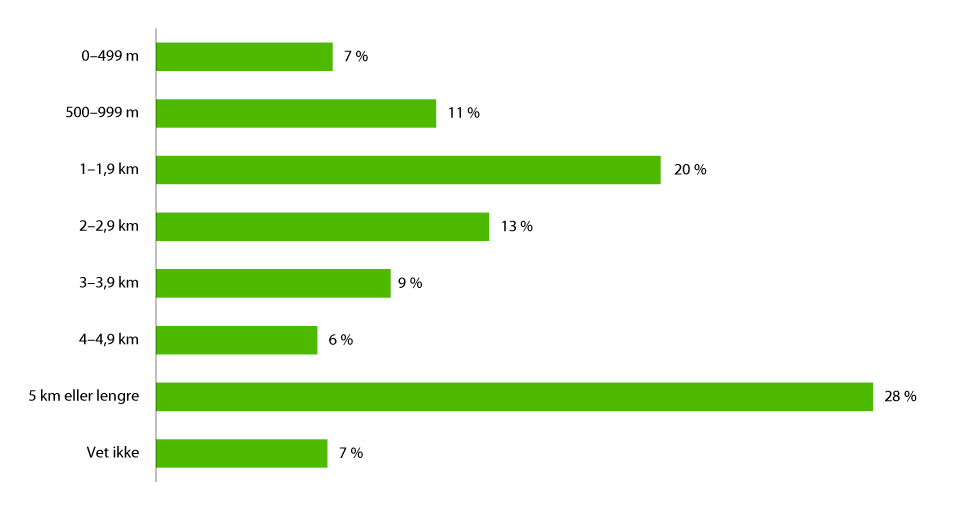 0–499 m 7 %
500–999 m 11 %
1–1,9 km 20 %
2–2,9 km 13 %
3–3,9 km 9 %
4–4,9 km 6 %
5 km eller lengre 28 %
Vet ikke 7 %